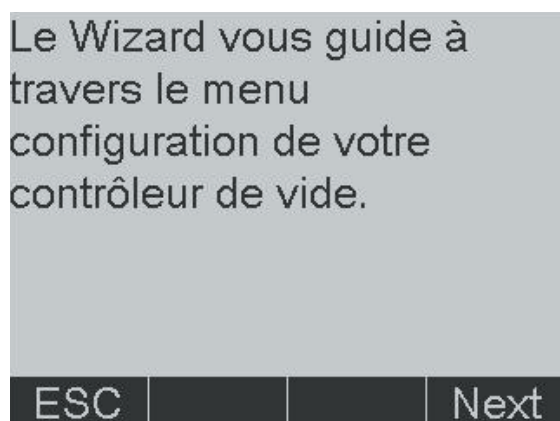 Le Wizard vous guide à
travers le menu
configuration de votre
contrôleur de vide.
ESC Next